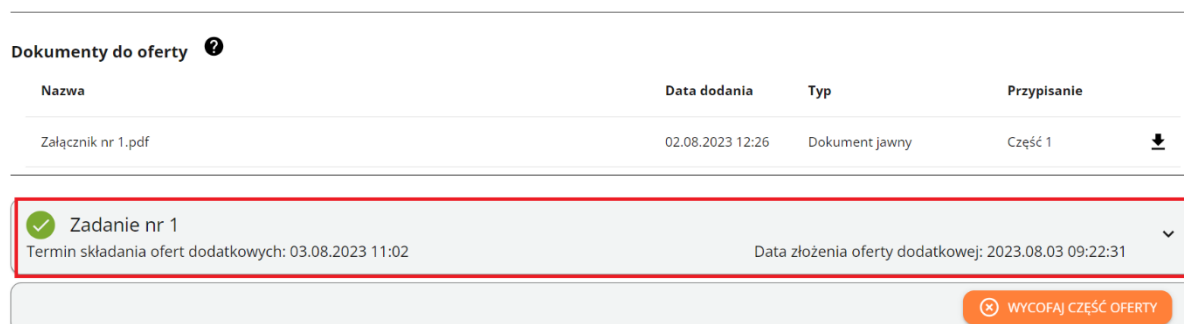 Dokumenty do oferty ?
Nazwa Data dodania Typ Przypisanie
Załącznik nr 1.pdf 02.08.2023 12:26 Dokument jawny Część 1
Zadanie nr 1
Termin składania ofert dodatkowych: 03.08.2023 11:02 Data złożenia oferty dodatkowej: 2023.08.03 09:22:31
WYCOFAJ CZĘŚĆ OFERTY